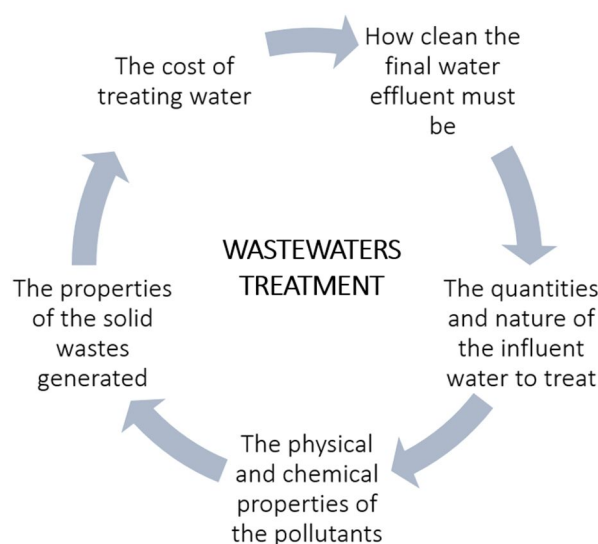 How clean the
final water
effluent must
be
The quantities
and nature of
the influent
water to treat
The physical
and chemical
properties of
the pollutants
The properties
of the solid
wastes
generated
The cost of
treating water
WASTEWATERS
TREATMENT